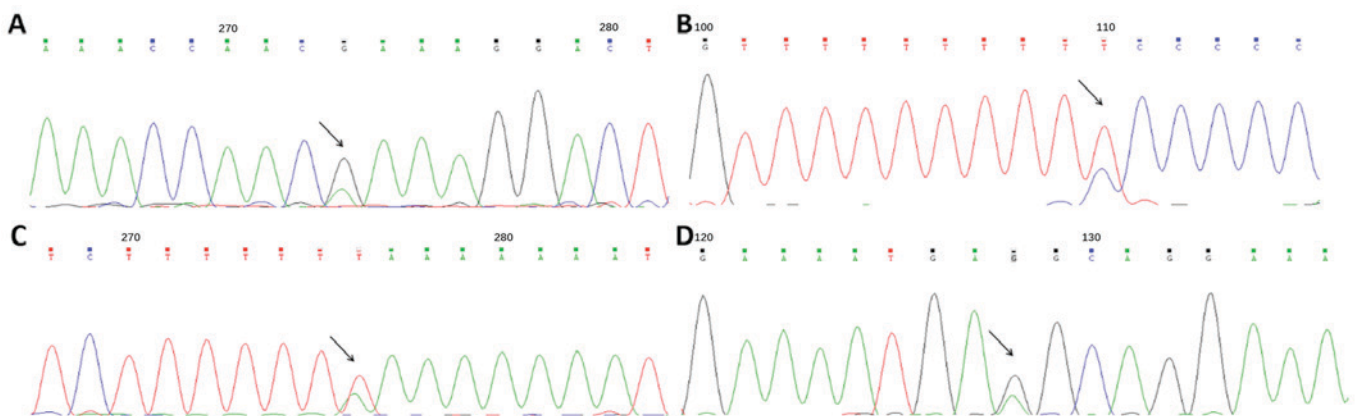 A
270
280
A A A C C A A C G A A A G G A C T
B
100
110
G T T T T T T T T T T C C C C C
C
270
280
T C T T T T T T T A A A A A A A T
D
120
130
G A A A A T G A G G C A G G A A A